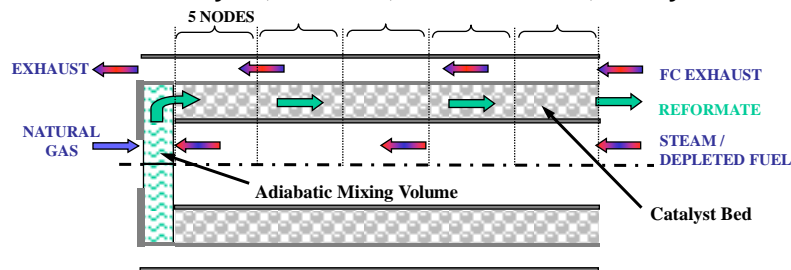 5 NODES
EXHAUST
FC EXHAUST
REFORMATE
NATURAL
GAS
STEAM /
DEPLETED FUEL
Adiabatic Mixing Volume
Catalyst Bed